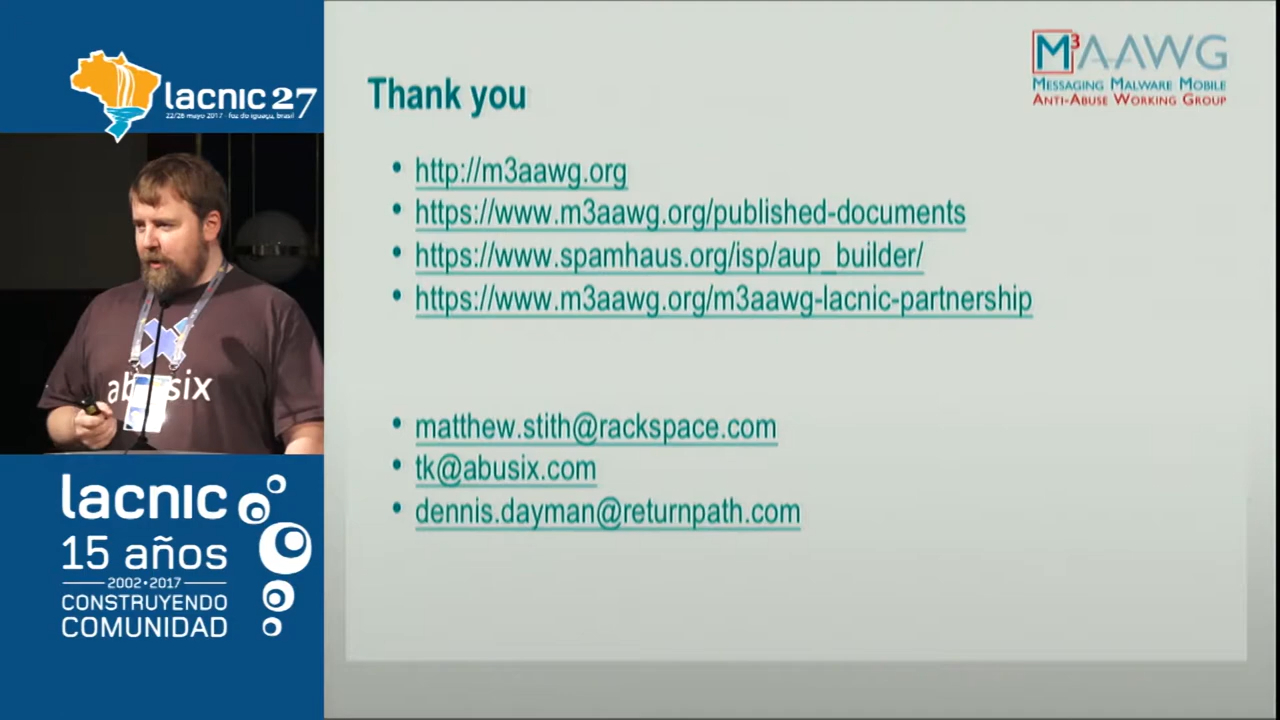 lacnic 27
22/26 mayo 2017 - foz do iguaçu, brasil
abusix
lacnic
15 años
2002•2017
CONSTRUYENDO
COMUNIDAD
M3AAWG
MESSAGING MALWARE MOBILE
ANTI-ABUSE WORKING GROUP
Thank you
• http://m3aawg.org
• https://www.m3aawg.org/published-documents
• https://www.spamhaus.org/isp/aup_builder/
• https://www.m3aawg.org/m3aawg-lacnic-partnership
• matthew.stith@rackspace.com
• tk@abusix.com
• dennis.dayman@returnpath.com